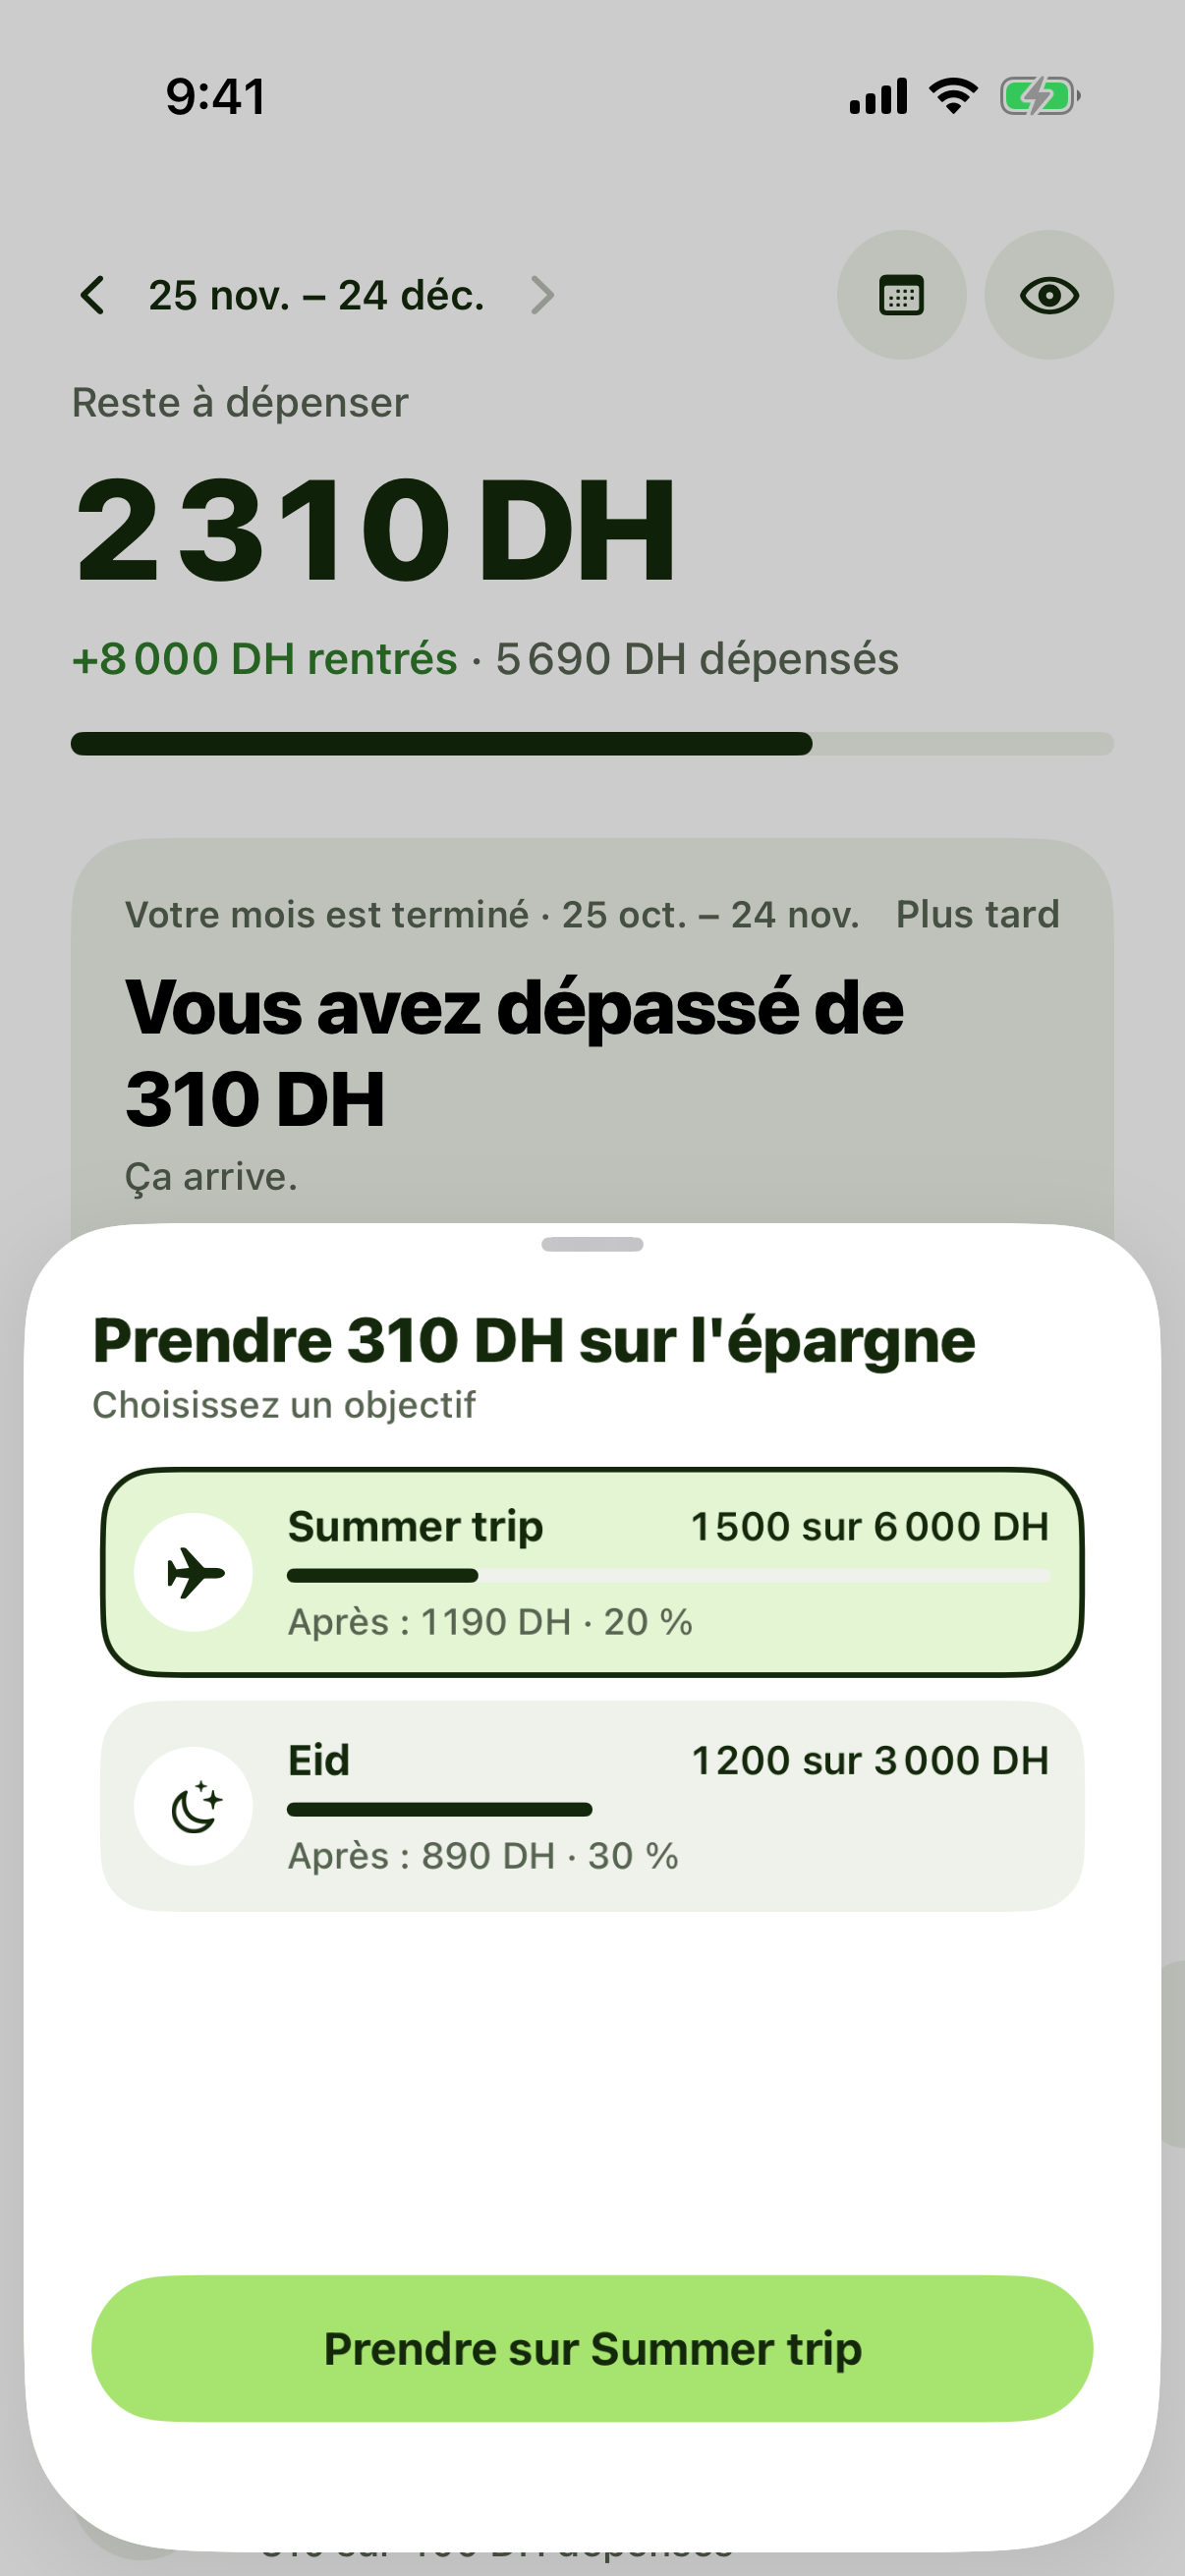 9:41
25 nov. – 24 déc.
Reste à dépenser
2 310 DH
+8 000 DH rentrés · 5 690 DH dépensés
Votre mois est terminé · 25 oct. – 24 nov. Plus tard
Vous avez dépassé de
310 DH
Ça arrive.
Prendre 310 DH sur l'épargne
Choisissez un objectif
Summer trip 1 500 sur 6 000 DH
Après : 1 190 DH · 20 %
Eid 1 200 sur 3 000 DH
Après : 890 DH · 30 %
Prendre sur Summer trip